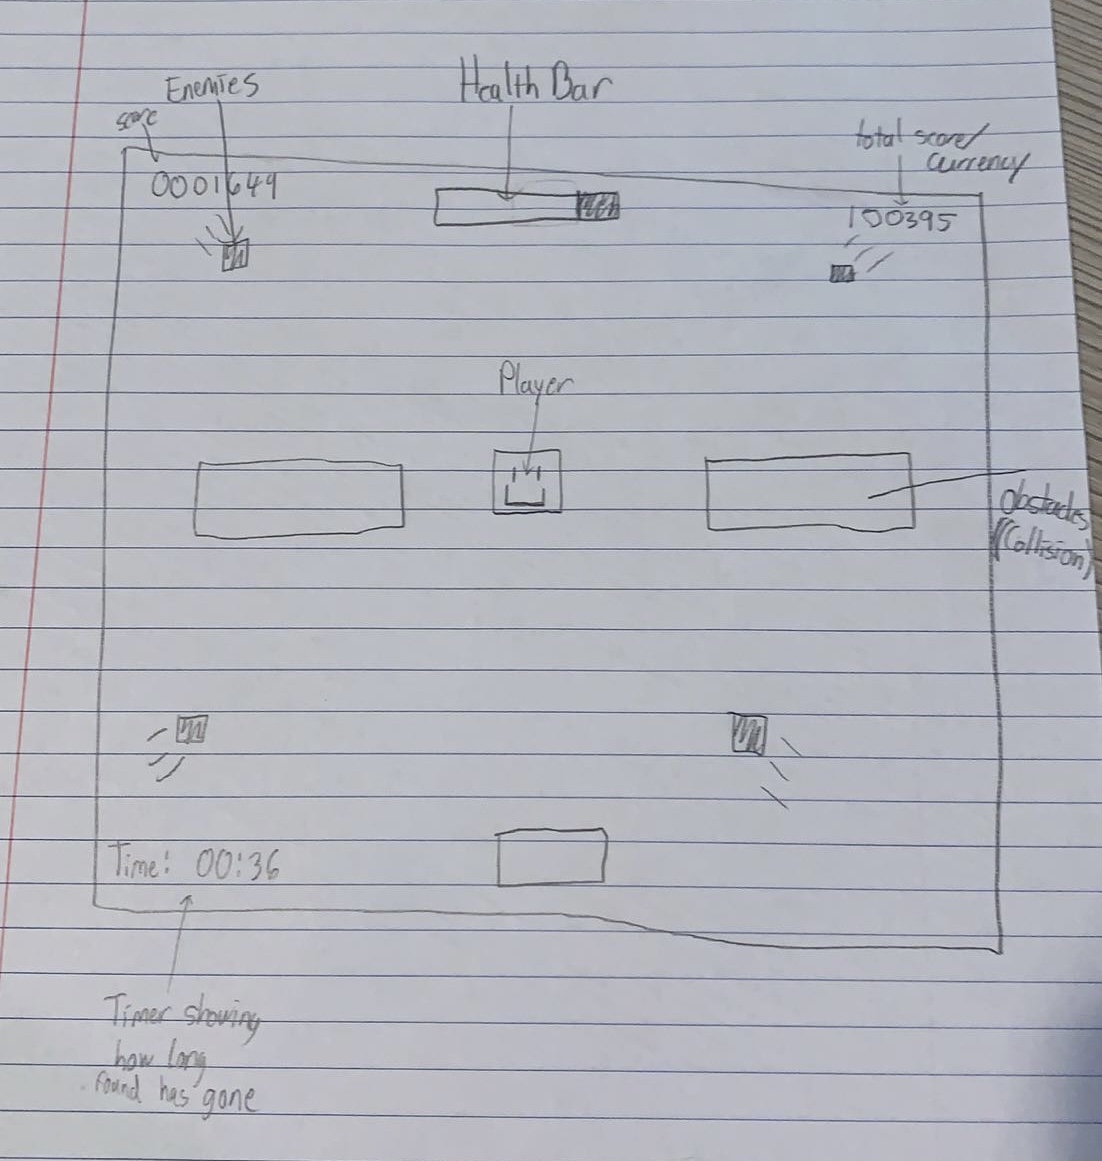 Enemies
Health Bar
score
total score/
currency
0001649
100395
Player
Obstacles
(Collision)
Time: 00:36
Timer showing
how long
round has gone